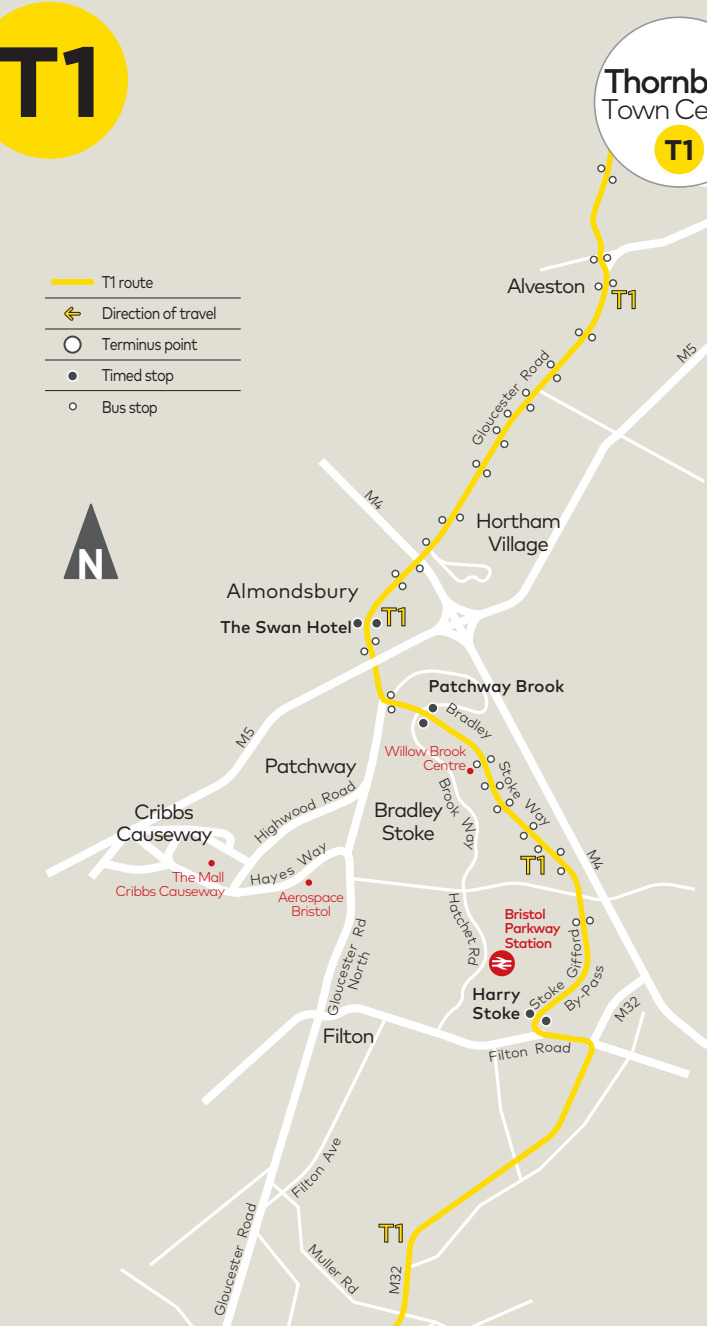 T1
Thornb
Town Ce
T1
T1 route
Direction of travel
Terminus point
Timed stop
Bus stop
N
Alveston
T1
M5
Gloucester Road
M4
Hortham
Village
Almondsbury
The Swan Hotel
T1
Patchway Brook
Bradley
Stoke Way
M5
Willow Brook
Centre
Patchway
Highwood Road
Bradley
Stoke
Brook Way
Cribbs
Causeway
Hayes Way
The Mall
Cribbs Causeway
Aerospace
Bristol
T1
M4
Hatchet Rd
Bristol
Parkway
Station
Gloucester Rd
North
Stoke Gifford
By-Pass
Harry
Stoke
M32
Filton
Filton Road
Filton Ave
T1
Gloucester Road
Muller Rd
M32